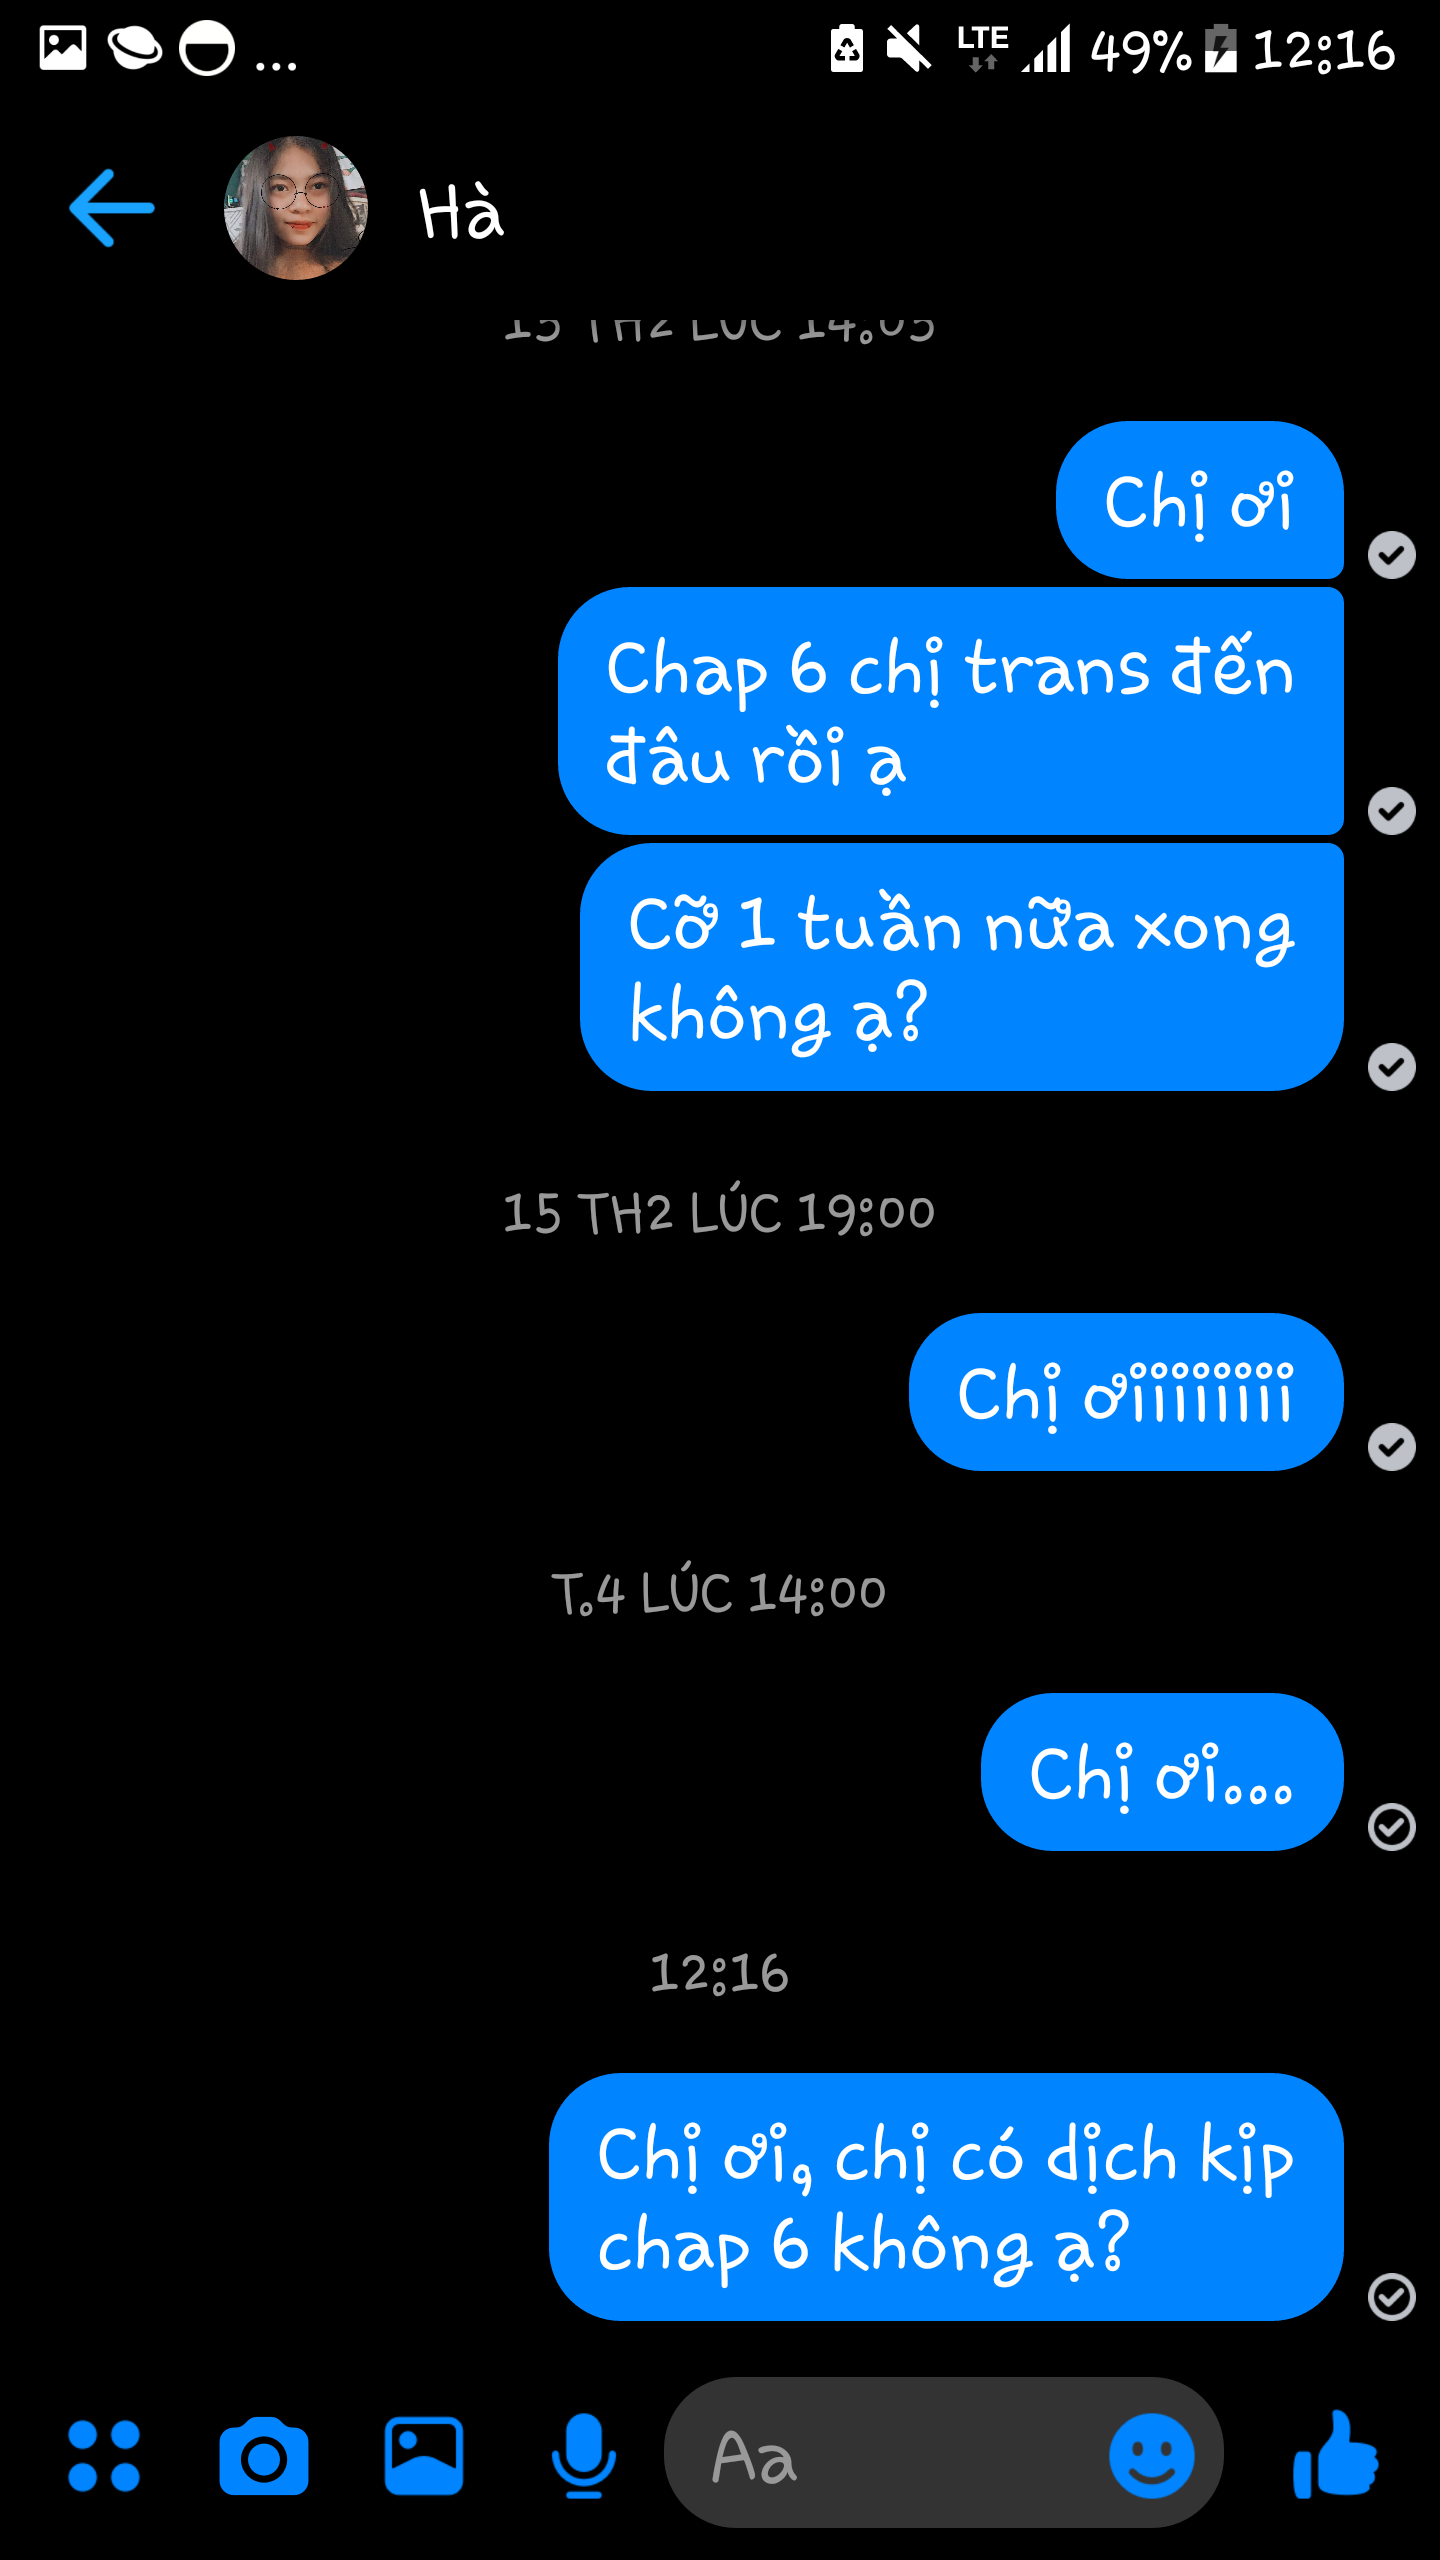 ... LTE 49% 12:16
Hà
15 TH2 LÚC 14:05
Chị ơi
Chap 6 chị trans đến
đâu rồi ạ
Cỡ 1 tuần nữa xong
không ạ?
15 TH2 LÚC 19:00
Chị ơiiiiiiii
T.4 LÚC 14:00
Chị ơi...
12:16
Chị ơi, chị có dịch kịp
chap 6 không ạ?
Aa